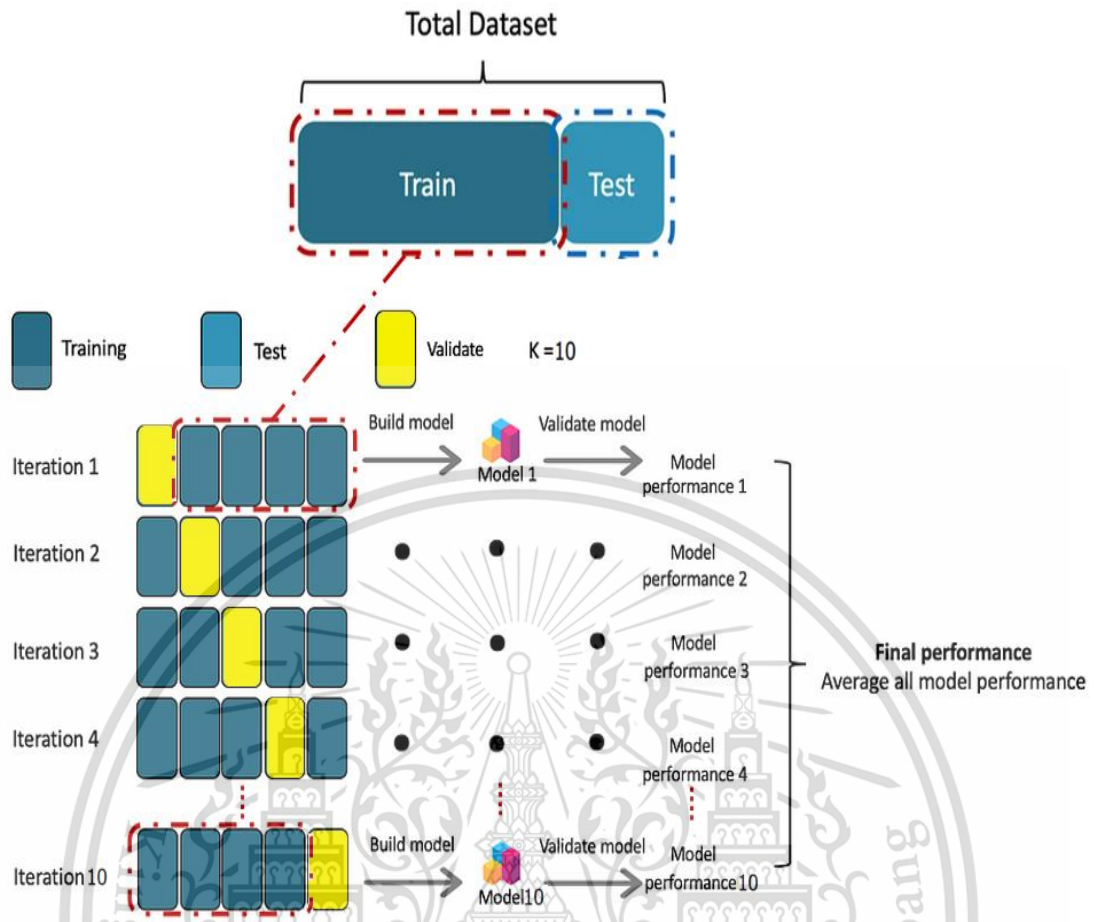 Total Dataset
Train
Test
Training
Test
Validate
K =10
Iteration 1
Build model
Model 1
Validate model
Model
performance 1
Iteration 2
Model
performance 2
Iteration 3
Model
performance 3
Final performance
Average all model performance
Iteration 4
Model
performance 4
Iteration 10
Build model
Model10
Validate model
Model
performance10